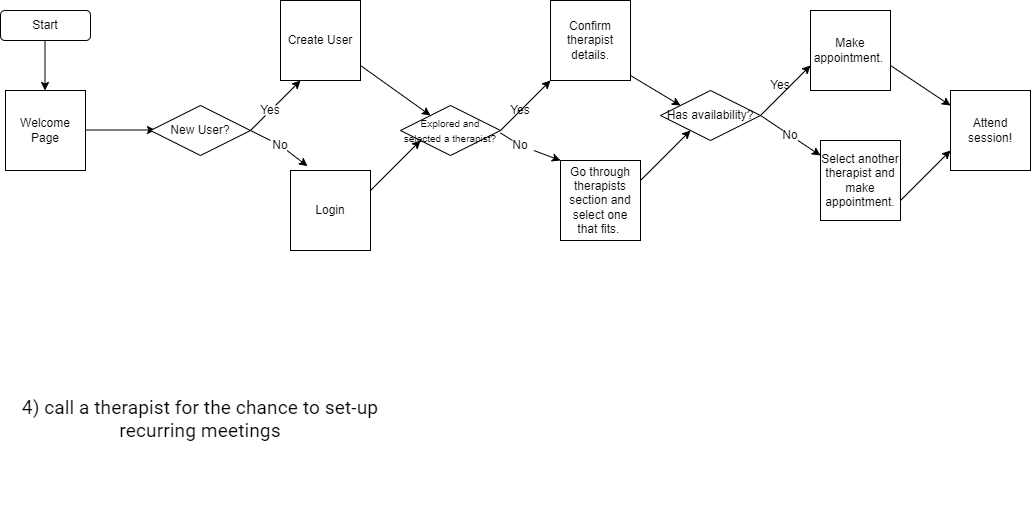 Start
Welcome
Page
New User?
Yes
No
Create User
Login
Explored and
selected a therapist?
Yes
No
Confirm
therapist
details.
Go through
therapists
section and
select one
that fits.
Has availability?
Yes
No
Make
appointment.
Select another
therapist and
make
appointment.
Attend
session!
4) call a therapist for the chance to set-up
recurring meetings